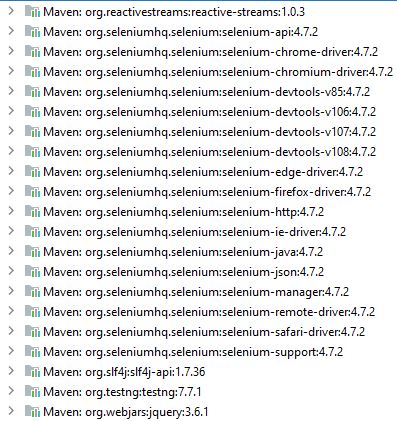 Maven: org.reactivestreams:reactive-streams:1.0.3
Maven: org.seleniumhq.selenium:selenium-api:4.7.2
Maven: org.seleniumhq.selenium:selenium-chrome-driver:4.7.2
Maven: org.seleniumhq.selenium:selenium-chromium-driver:4.7.2
Maven: org.seleniumhq.selenium:selenium-devtools-v85:4.7.2
Maven: org.seleniumhq.selenium:selenium-devtools-v106:4.7.2
Maven: org.seleniumhq.selenium:selenium-devtools-v107:4.7.2
Maven: org.seleniumhq.selenium:selenium-devtools-v108:4.7.2
Maven: org.seleniumhq.selenium:selenium-edge-driver:4.7.2
Maven: org.seleniumhq.selenium:selenium-firefox-driver:4.7.2
Maven: org.seleniumhq.selenium:selenium-http:4.7.2
Maven: org.seleniumhq.selenium:selenium-ie-driver:4.7.2
Maven: org.seleniumhq.selenium:selenium-java:4.7.2
Maven: org.seleniumhq.selenium:selenium-json:4.7.2
Maven: org.seleniumhq.selenium:selenium-manager:4.7.2
Maven: org.seleniumhq.selenium:selenium-remote-driver:4.7.2
Maven: org.seleniumhq.selenium:selenium-safari-driver:4.7.2
Maven: org.seleniumhq.selenium:selenium-support:4.7.2
Maven: org.slf4j:slf4j-api:1.7.36
Maven: org.testng:testng:7.7.1
Maven: org.webjars:jquery:3.6.1